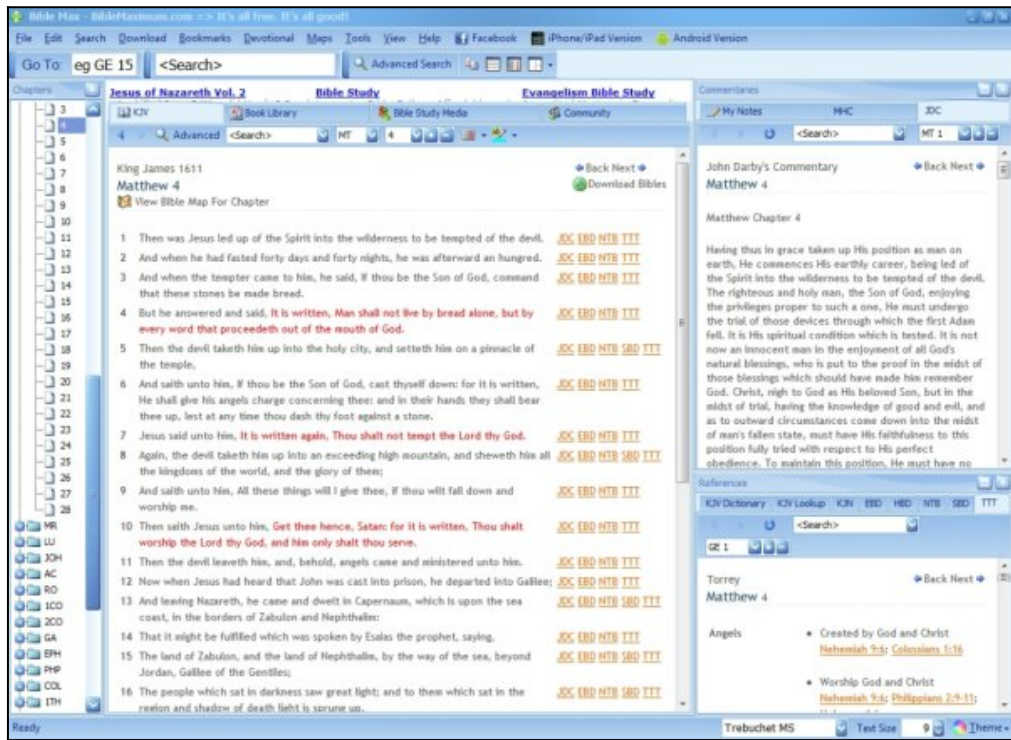 Bible Max - BibleMaximum.com => It's all free. It's all good!
File Edit Search Download Bookmarks Devotional Maps Tools View Help Facebook iPhone/iPad Version Android Version
Go To: eg GE 15 <Search> Advanced Search
Chapters
3
4
5
6
7
8
9
10
11
12
13
14
15
16
17
18
19
20
21
22
23
24
25
26
27
28
MR
LU
JOH
AC
RO
1CO
2CO
GA
EPH
PHP
COL
1TH
Jesus of Nazareth Vol. 2 Bible Study Evangelism Bible Study
KJV Book Library Bible Study Media Community
Advanced <Search> MT 4
King James 1611 Back Next
Matthew 4 Download Bibles
View Bible Map For Chapter
1 Then was Jesus led up of the Spirit into the wilderness to be tempted of the devil. JDC EBD NTB TTT
2 And when he had fasted forty days and forty nights, he was afterward an hungred. JDC EBD NTB TTT
3 And when the tempter came to him, he said, If thou be the Son of God, command JDC EBD NTB TTT
that these stones be made bread.
4 But he answered and said, It is written, Man shall not live by bread alone, but by JDC EBD NTB TTT
every word that proceedeth out of the mouth of God.
5 Then the devil taketh him up into the holy city, and setteth him on a pinnacle of JDC EBD NTB SBD TTT
the temple,
6 And saith unto him, If thou be the Son of God, cast thyself down: for it is written, JDC EBD NTB TTT
He shall give his angels charge concerning thee: and in their hands they shall bear
thee up, lest at any time thou dash thy foot against a stone.
7 Jesus said unto him, It is written again, Thou shalt not tempt the Lord thy God. JDC EBD NTB TTT
8 Again, the devil taketh him up into an exceeding high mountain, and sheweth him all JDC EBD NTB SBD TTT
the kingdoms of the world, and the glory of them;
9 And saith unto him, All these things will I give thee, if thou wilt fall down and JDC EBD NTB TTT
worship me.
10 Then saith Jesus unto him, Get thee hence, Satan: for it is written, Thou shalt JDC EBD NTB TTT
worship the Lord thy God, and him only shalt thou serve.
11 Then the devil leaveth him, and, behold, angels came and ministered unto him. JDC EBD NTB TTT
12 Now when Jesus had heard that John was cast into prison, he departed into Galilee; JDC EBD NTB TTT
13 And leaving Nazareth, he came and dwelt in Capernaum, which is upon the sea JDC EBD NTB SBD TTT
coast, in the borders of Zabulon and Nephthalim:
14 That it might be fulfilled which was spoken by Esaias the prophet, saying, JDC EBD NTB TTT
15 The land of Zabulon, and the land of Nephthalim, by the way of the sea, beyond JDC EBD NTB TTT
Jordan, Galilee of the Gentiles;
16 The people which sat in darkness saw great light; and to them which sat in the JDC EBD NTB SBD TTT
region and shadow of death light is sprung up.
Commentaries
My Notes MHC JDC
<Search> MT 1
John Darby's Commentary Back Next
Matthew 4
Matthew Chapter 4
Having thus in grace taken up His position as man on
earth, He commences His earthly career, being led of
the Spirit into the wilderness to be tempted of the devil.
The righteous and holy man, the Son of God, enjoying
the privileges proper to such a one, He must undergo
the trial of those devices through which the first Adam
fell. It is His spiritual condition which is tested. It is not
now an innocent man in the enjoyment of all God's
natural blessings, who is put to the proof in the midst of
those blessings which should have made him remember
God. Christ, nigh to God as His beloved Son, but in the
midst of trial, having the knowledge of good and evil, and
as to outward circumstances come down into the midst
of man's fallen state, must have His faithfulness to this
position fully tried with respect to His perfect
obedience. To maintain this position, He must have no
References
KJV Dictionary KJV Lookup KJN EBD HBD NTB SBD TTT
<Search>
GE 1
Torrey Back Next
Matthew 4
Angels
Created by God and Christ
Nehemiah 9:6; Colossians 1:16
Worship God and Christ
Nehemiah 9:6; Philippians 2:9-11;
Ready Trebuchet MS Text Size 9 Theme